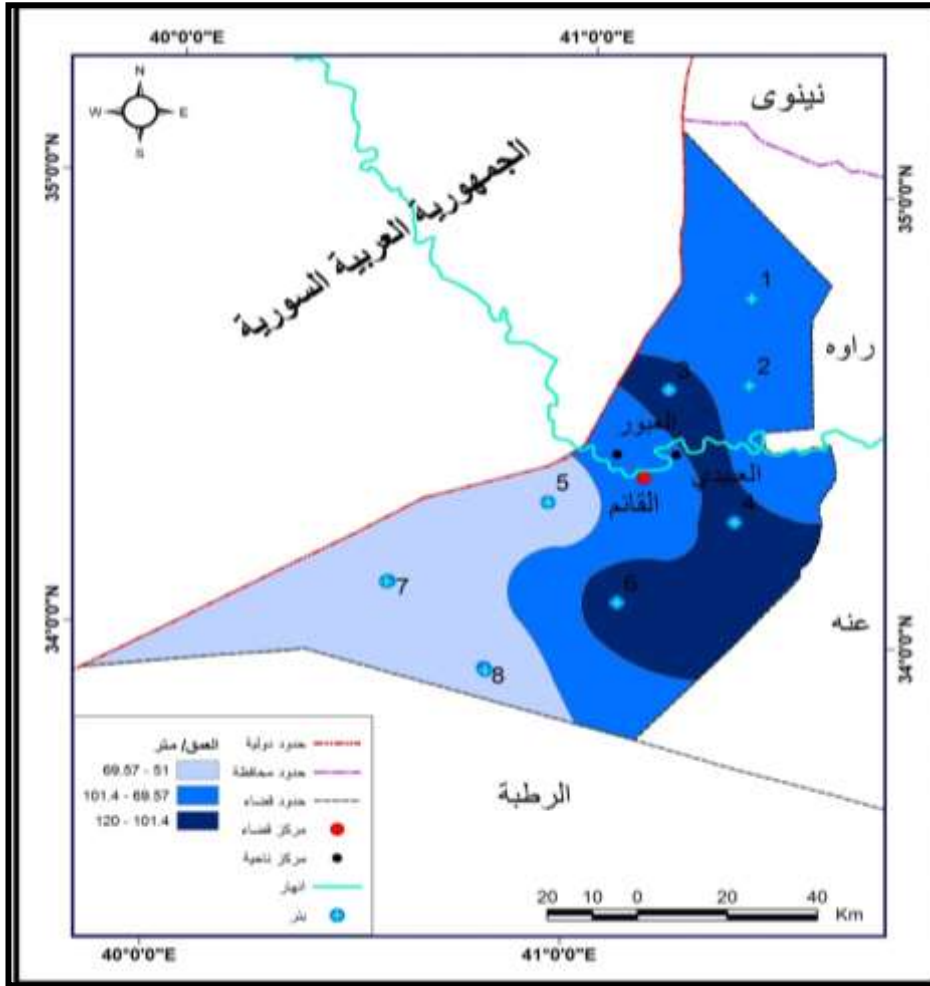 40°0'0"E
41°0'0"E
N
W
E
S
نينوى
35°0'0"N
35°0'0"N
الجمهورية العربية السورية
1
راوه
2
3
العبور
العبيدي
القائم
5
4
7
6
34°0'0"N
عنه
34°0'0"N
8
العمق/ متر
69.57 - 51
101.4 - 69.57
120 - 101.4
حدود دولية
حدود محافظة
حدود قضاء
مركز قضاء
مركز ناحية
انهار
بئر
الرطبة
20 10 0 20 40
Km
40°0'0"E
41°0'0"E